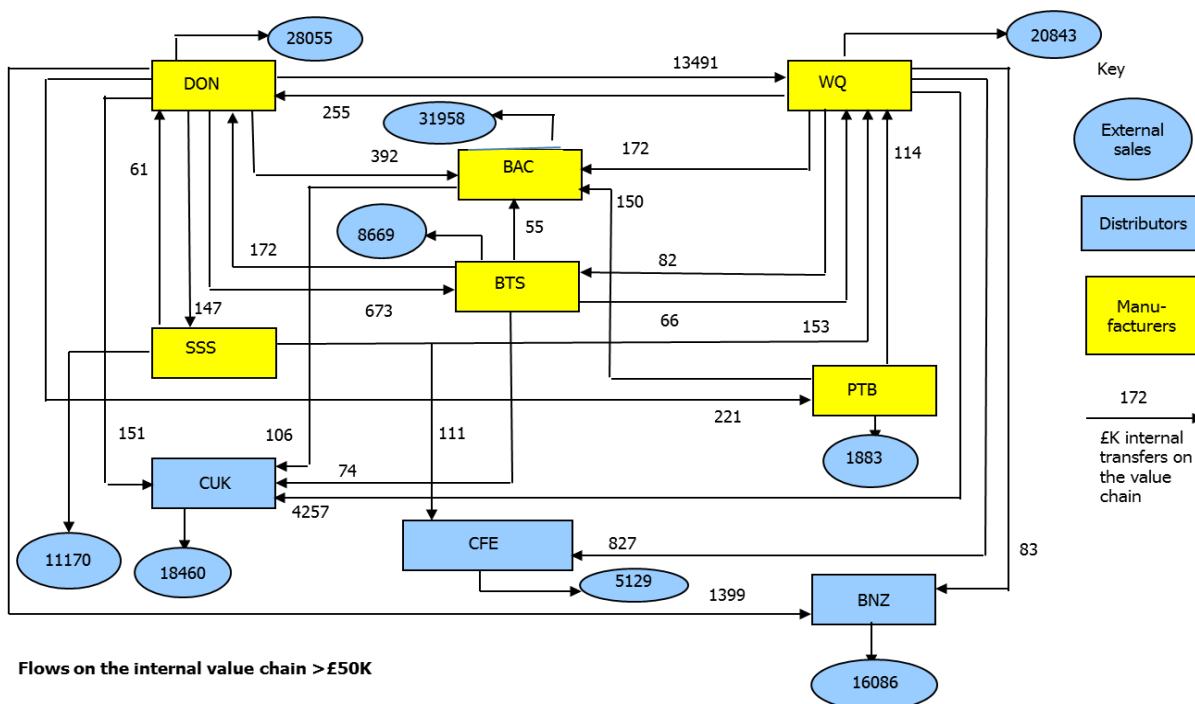 28055
20843
DON
13491
WQ
Key
255
31958
External
sales
61
392
BAC
172
114
150
8669
55
Distributors
172
BTS
82
147
673
66
153
Manu-
facturers
SSS
PTB
172
221
£K internal
transfers on
the value
chain
151
106
111
74
1883
CUK
4257
11170
18460
CFE
827
83
5129
1399
BNZ
Flows on the internal value chain >£50K
16086